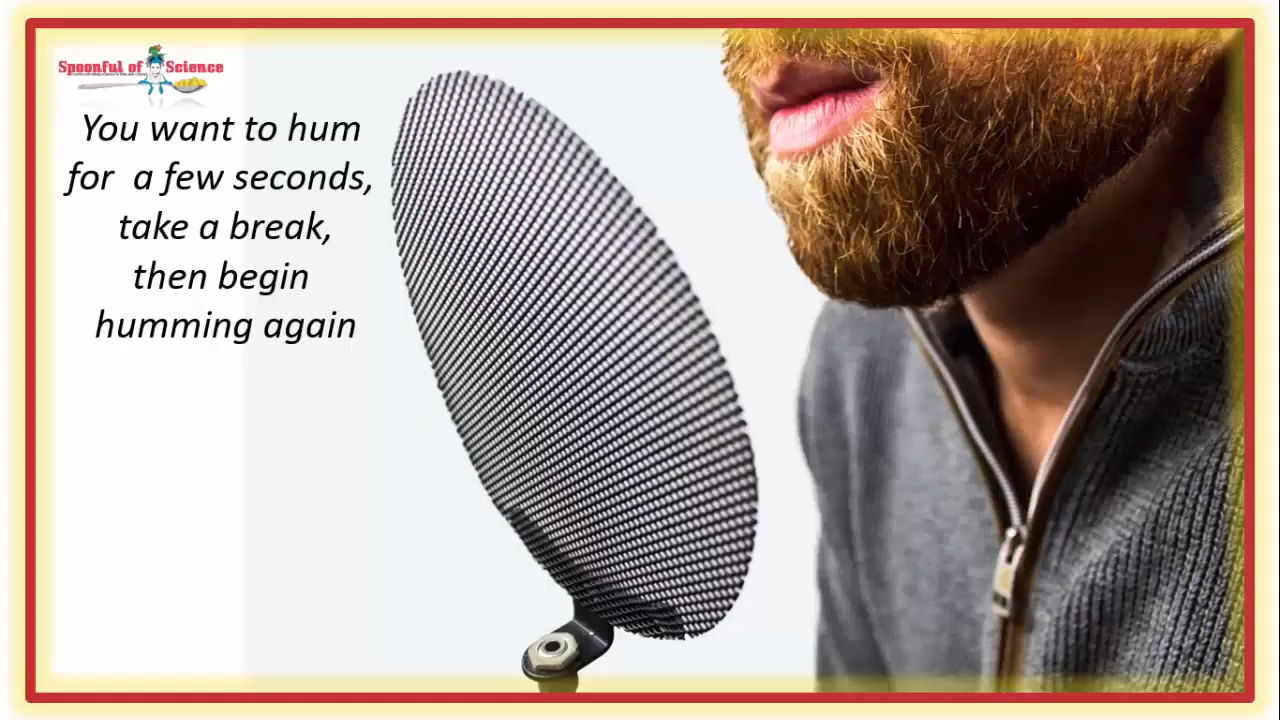 Spoonful of Science
You want to hum
for a few seconds,
take a break,
then begin
humming again